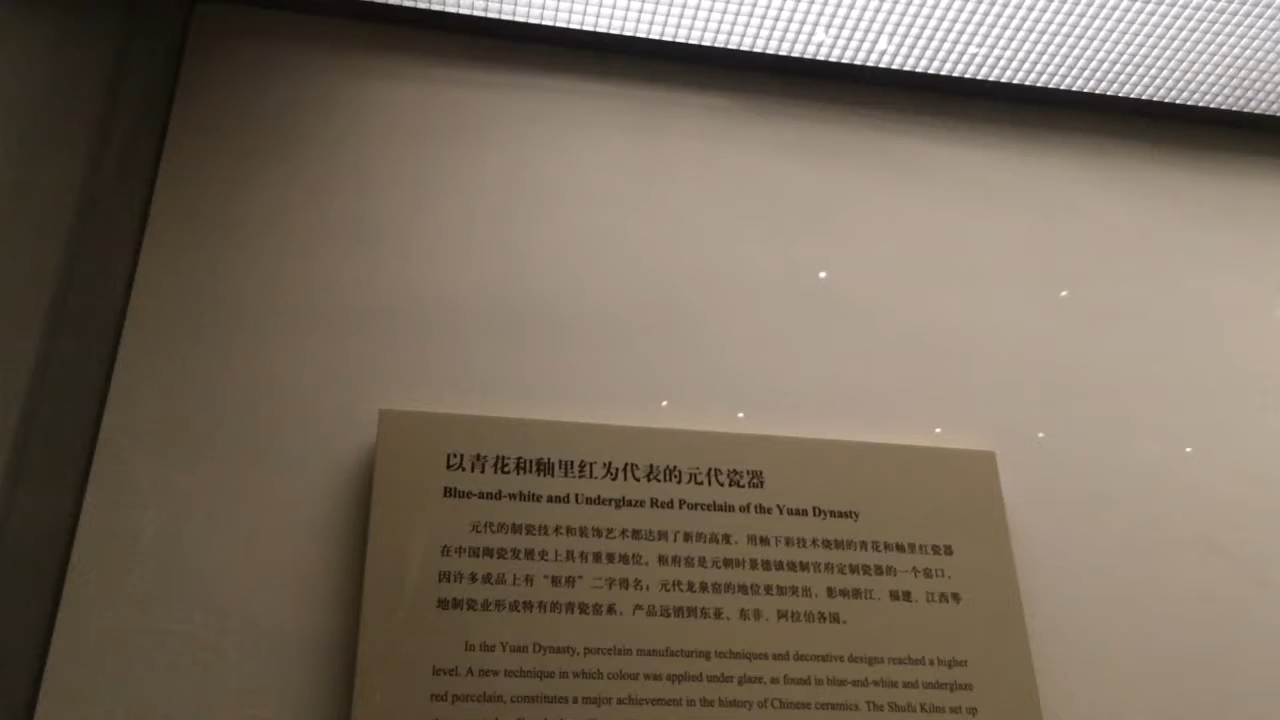 以青花和釉里红为代表的元代瓷器
Blue-and-white and Underglaze Red Porcelain of the Yuan Dynasty
元代的制瓷技术和装饰艺术都达到了新的高度，用釉下彩技术烧制的青花和釉里红瓷器
在中国陶瓷发展史上具有重要地位。枢府窑是元朝时景德镇烧制官府定制瓷器的一个窑口，
因许多成品上有“枢府”二字得名；元代龙泉窑的地位更加突出，影响浙江、福建、江西等
地制瓷业形成特有的青瓷窑系，产品远销到东亚、东非、阿拉伯各国。
In the Yuan Dynasty, porcelain manufacturing techniques and decorative designs reached a higher
level. A new technique in which colour was applied under glaze, as found in blue-and-white and underglaze
red porcelain, constitutes a major achievement in the history of Chinese ceramics. The Shufu Kilns set up